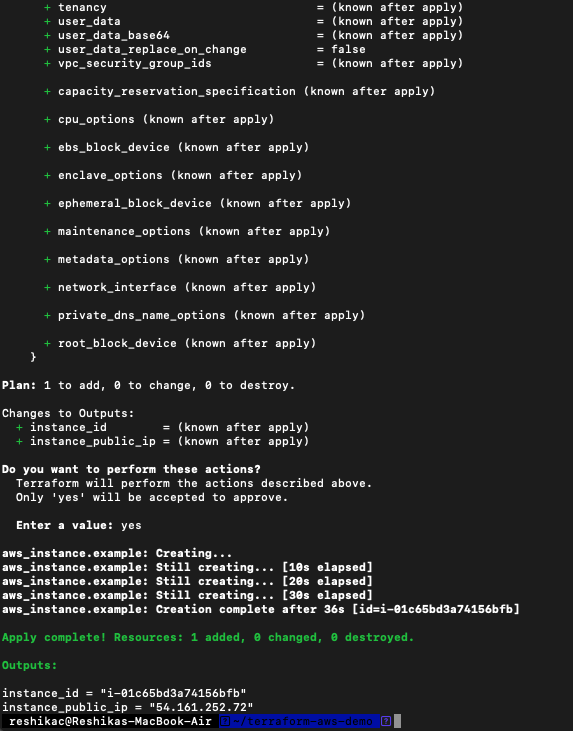 + tenancy = (known after apply)
+ user_data = (known after apply)
+ user_data_base64 = (known after apply)
+ user_data_replace_on_change = false
+ vpc_security_group_ids = (known after apply)
+ capacity_reservation_specification (known after apply)
+ cpu_options (known after apply)
+ ebs_block_device (known after apply)
+ enclave_options (known after apply)
+ ephemeral_block_device (known after apply)
+ maintenance_options (known after apply)
+ metadata_options (known after apply)
+ network_interface (known after apply)
+ private_dns_name_options (known after apply)
+ root_block_device (known after apply)
}
Plan: 1 to add, 0 to change, 0 to destroy.
Changes to Outputs:
+ instance_id = (known after apply)
+ instance_public_ip = (known after apply)
Do you want to perform these actions?
Terraform will perform the actions described above.
Only 'yes' will be accepted to approve.
Enter a value: yes
aws_instance.example: Creating...
aws_instance.example: Still creating... [10s elapsed]
aws_instance.example: Still creating... [20s elapsed]
aws_instance.example: Still creating... [30s elapsed]
aws_instance.example: Creation complete after 36s [id=i-01c65bd3a74156bfb]
Apply complete! Resources: 1 added, 0 changed, 0 destroyed.
Outputs:
instance_id = "i-01c65bd3a74156bfb"
instance_public_ip = "54.161.252.72"
reshikac@Reshikas-MacBook-Air ~/terraform-aws-demo